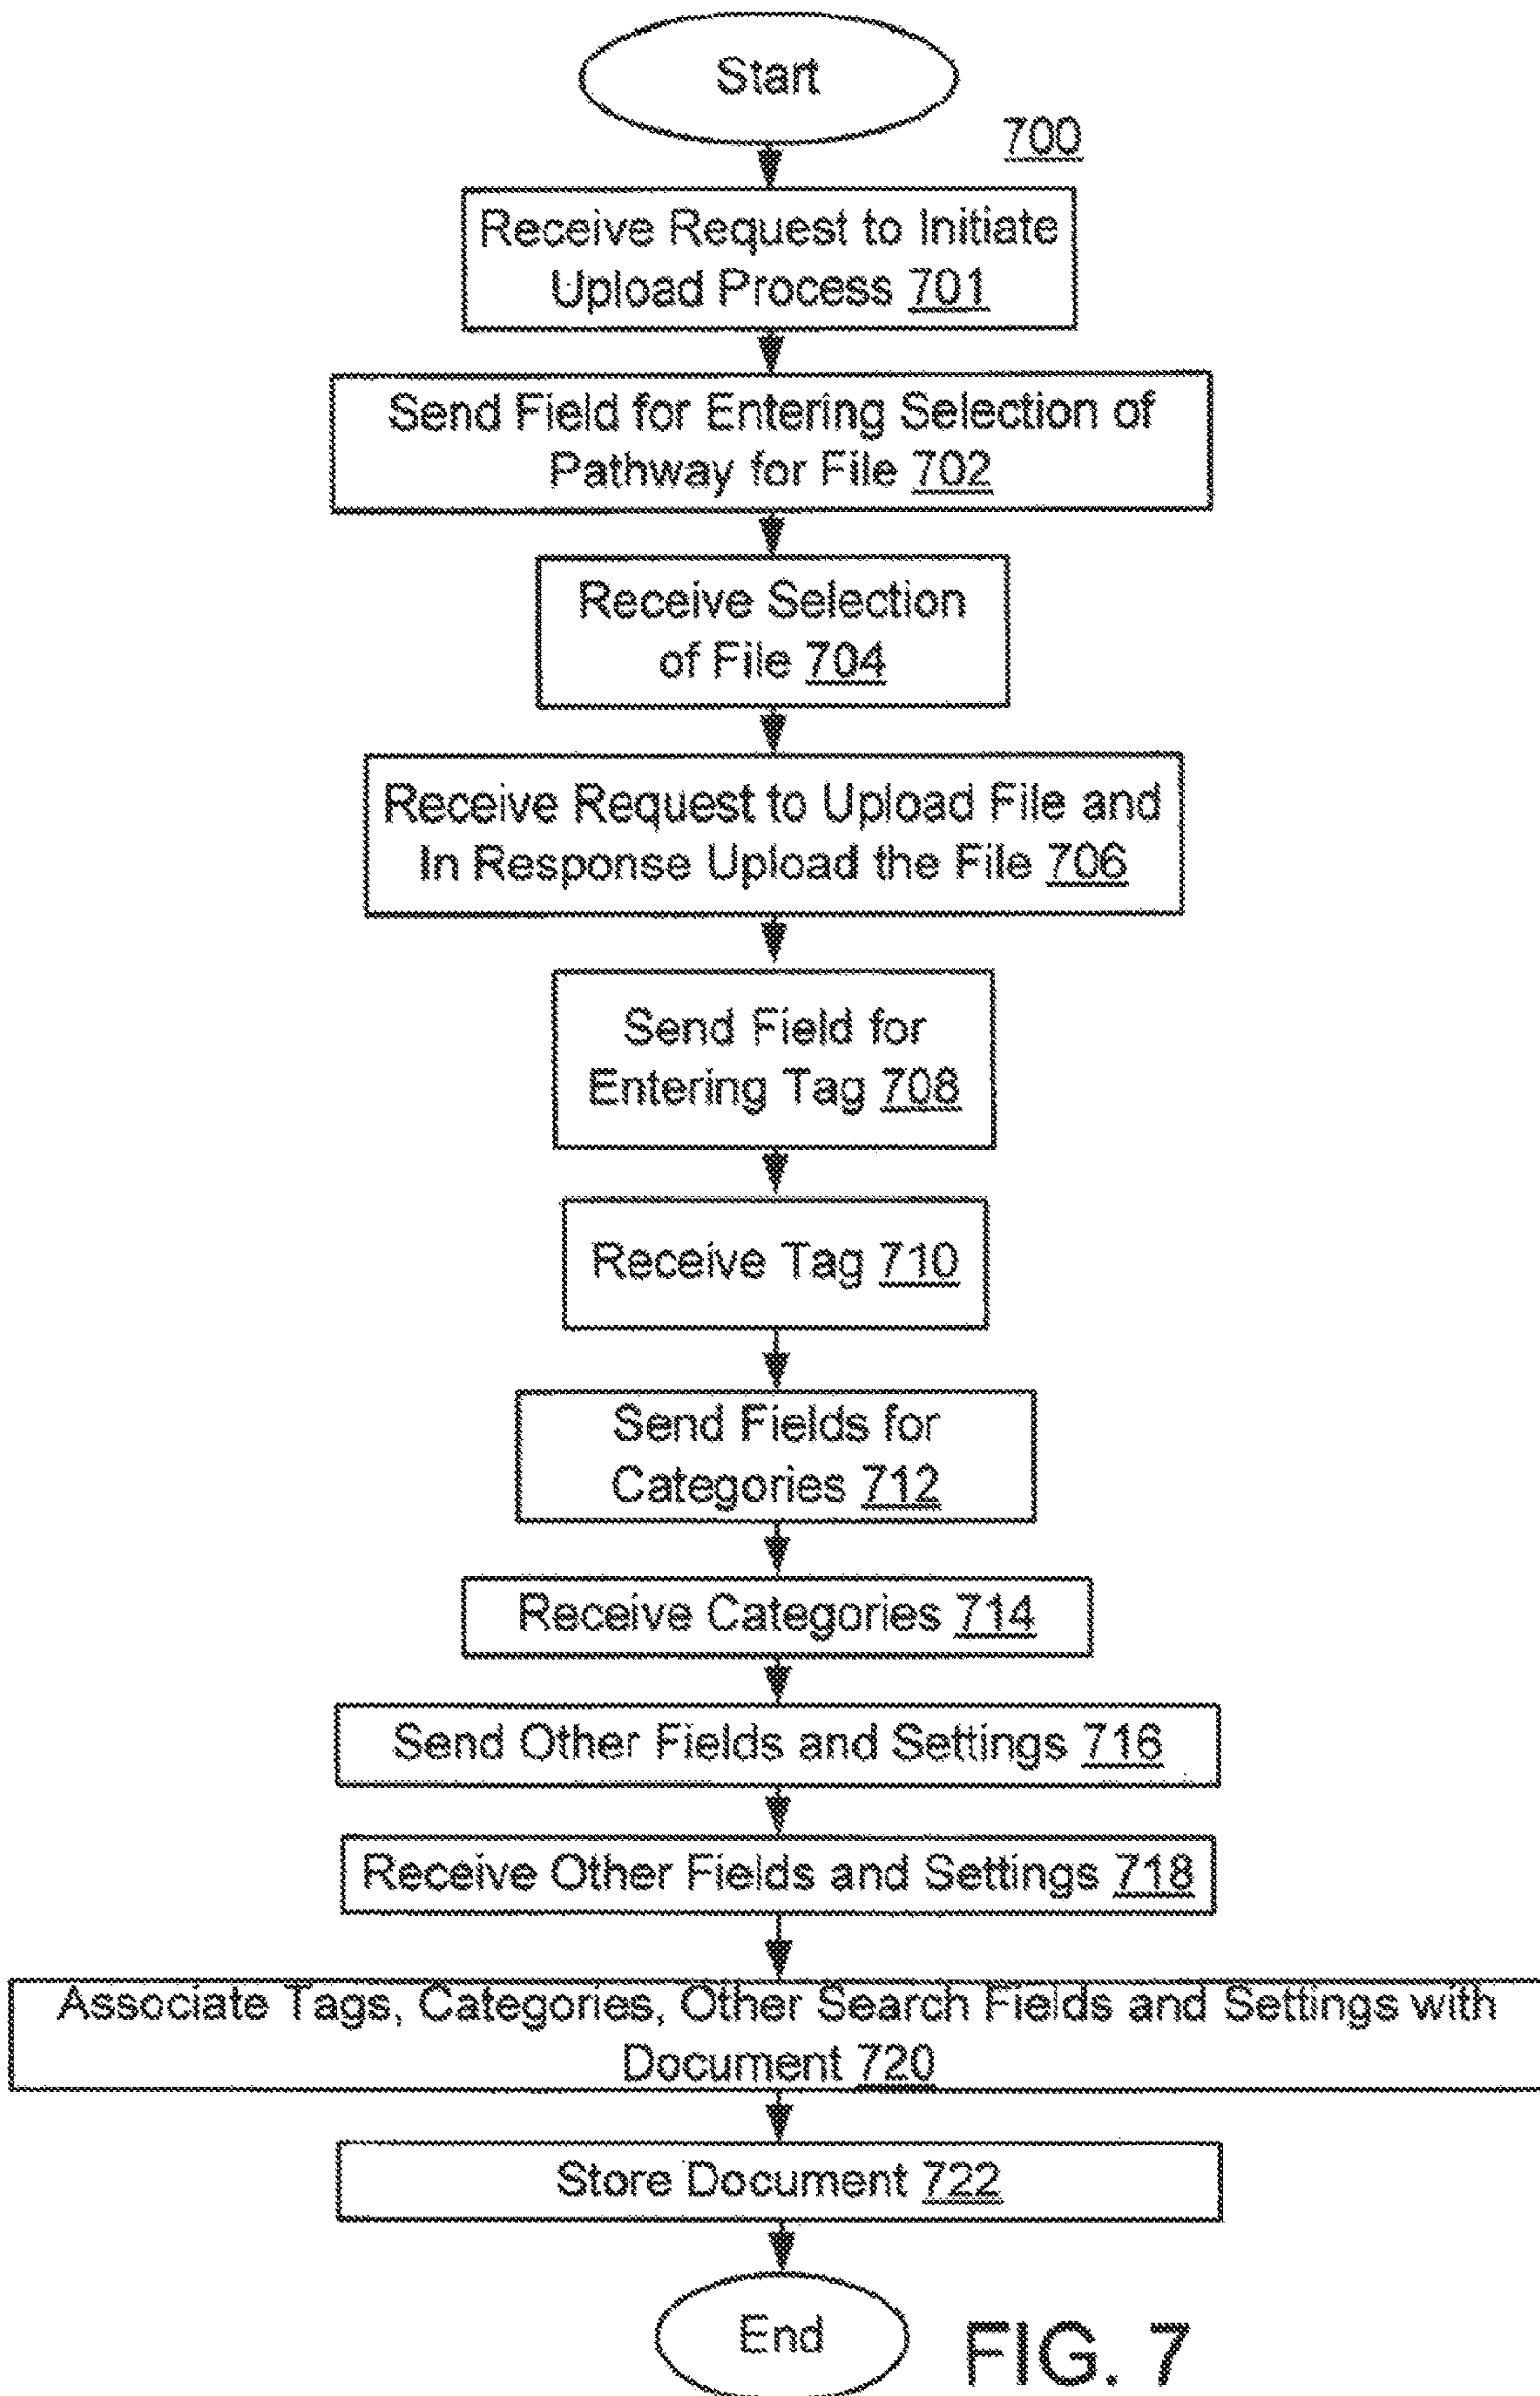 Start
700
Receive Request to Initiate
Upload Process 701
Send Field for Entering Selection of
Pathway for File 702
Receive Selection
of File 704
Receive Request to Upload File and
In Response Upload the File 706
Send Field for
Entering Tag 708
Receive Tag 710
Send Fields for
Categories 712
Receive Categories 714
Send Other Fields and Settings 716
Receive Other Fields and Settings 718
Associate Tags, Categories, Other Search Fields and Settings with
Document 720
Store Document 722
End
FIG. 7